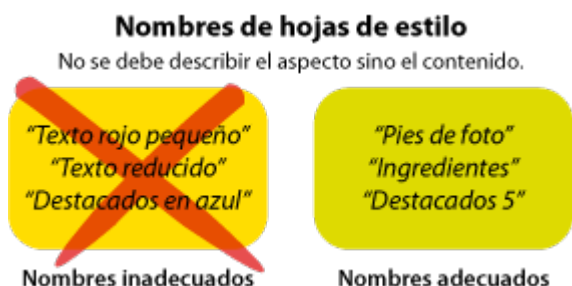 Nombres de hojas de estilo
No se debe describir el aspecto sino el contenido.
“Texto rojo pequeño”
“Texto reducido”
“Destacados en azul”
Nombres inadecuados
“Pies de foto”
“Ingredientes”
“Destacados 5”
Nombres adecuados